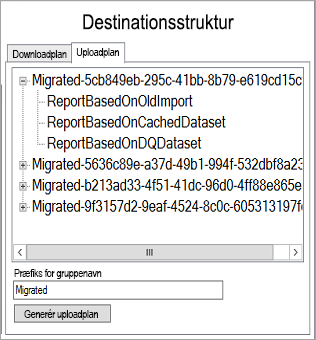 Destinationsstruktur
Downloadplan Uploadplan
Migrated-5cb849eb-295c-41bb-8b79-e619cd15c
ReportBasedOnOldImport
ReportBasedOnCachedDataset
ReportBasedOnDQDataset
Migrated-5636c89e-a37d-49b1-994f-532dbf8a23
Migrated-b213ad33-4f51-41dc-96d0-4ff88e865e
Migrated-9f3157d2-9eaf-4524-8c0c-605313197f
Præfiks for gruppenavn
Migrated
Generér uploadplan